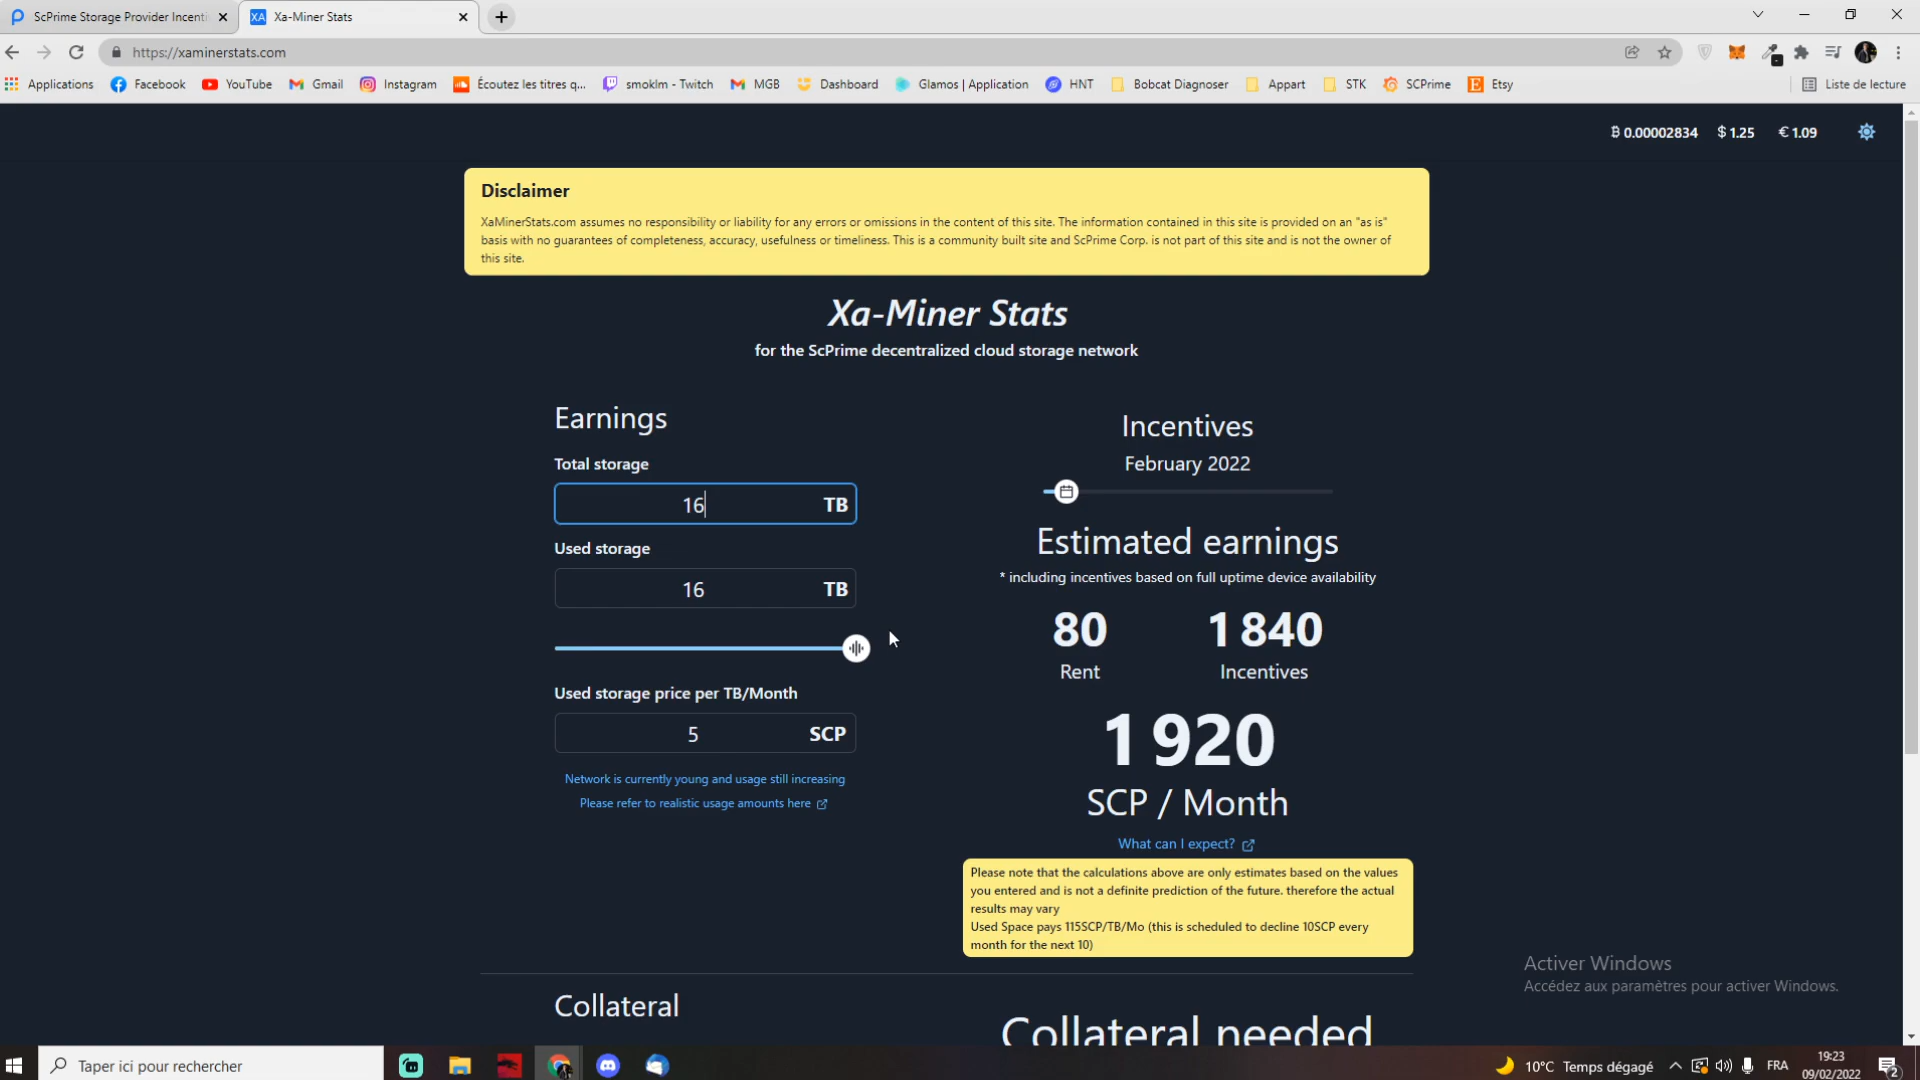 ScPrime Storage Provider Incenti
Xa-Miner Stats
https://xaminerstats.com
Applications
Facebook
YouTube
Gmail
Instagram
Écoutez les titres q...
smoklm - Twitch
MGB
Dashboard
Glamos | Application
HNT
Bobcat Diagnoser
Appart
STK
SCPrime
Etsy
Liste de lecture
₿ 0.00002834 $ 1.25 € 1.09
Disclaimer
XaMinerStats.com assumes no responsibility or liability for any errors or omissions in the content of this site. The information contained in this site is provided on an "as is"
basis with no guarantees of completeness, accuracy, usefulness or timeliness. This is a community built site and ScPrime Corp. is not part of this site and is not the owner of
this site.
Xa-Miner Stats
for the ScPrime decentralized cloud storage network
Earnings
Total storage
16 TB
Used storage
16 TB
Used storage price per TB/Month
5 SCP
Network is currently young and usage still increasing
Please refer to realistic usage amounts here
Incentives
February 2022
Estimated earnings
* including incentives based on full uptime device availability
80
Rent
1 840
Incentives
1 920
SCP / Month
What can I expect?
Please note that the calculations above are only estimates based on the values
you entered and is not a definite prediction of the future. therefore the actual
results may vary
Used Space pays 115SCP/TB/Mo (this is scheduled to decline 10SCP every
month for the next 10)
Activer Windows
Accédez aux paramètres pour activer Windows.
Collateral
Collateral needed
Taper ici pour rechercher
10°C Temps dégagé
FRA
19:23
09/02/2022
2